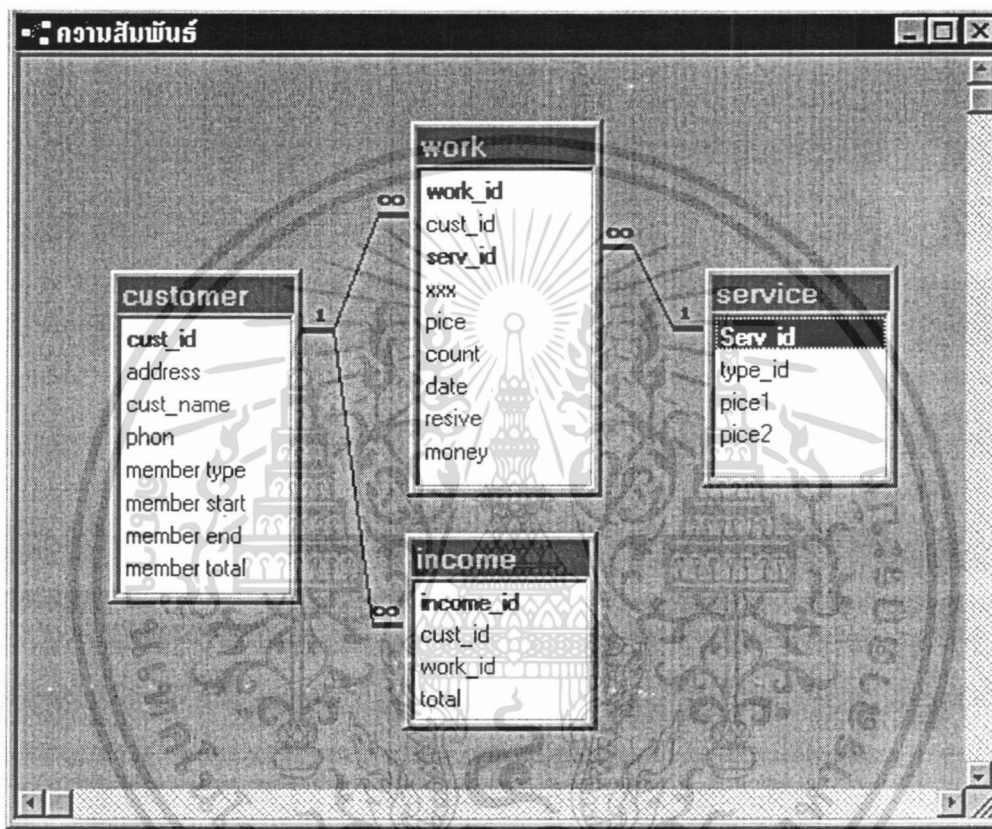 ความสัมพันธ์
work
work_id
cust_id
serv_id
xxx
pice
count
date
resive
money
customer
cust_id
address
cust_name
phon
member type
member start
member end
member total
service
Serv_id
type_id
pice1
pice2
income
income_id
cust_id
work_id
total
∞
∞
1
1
∞